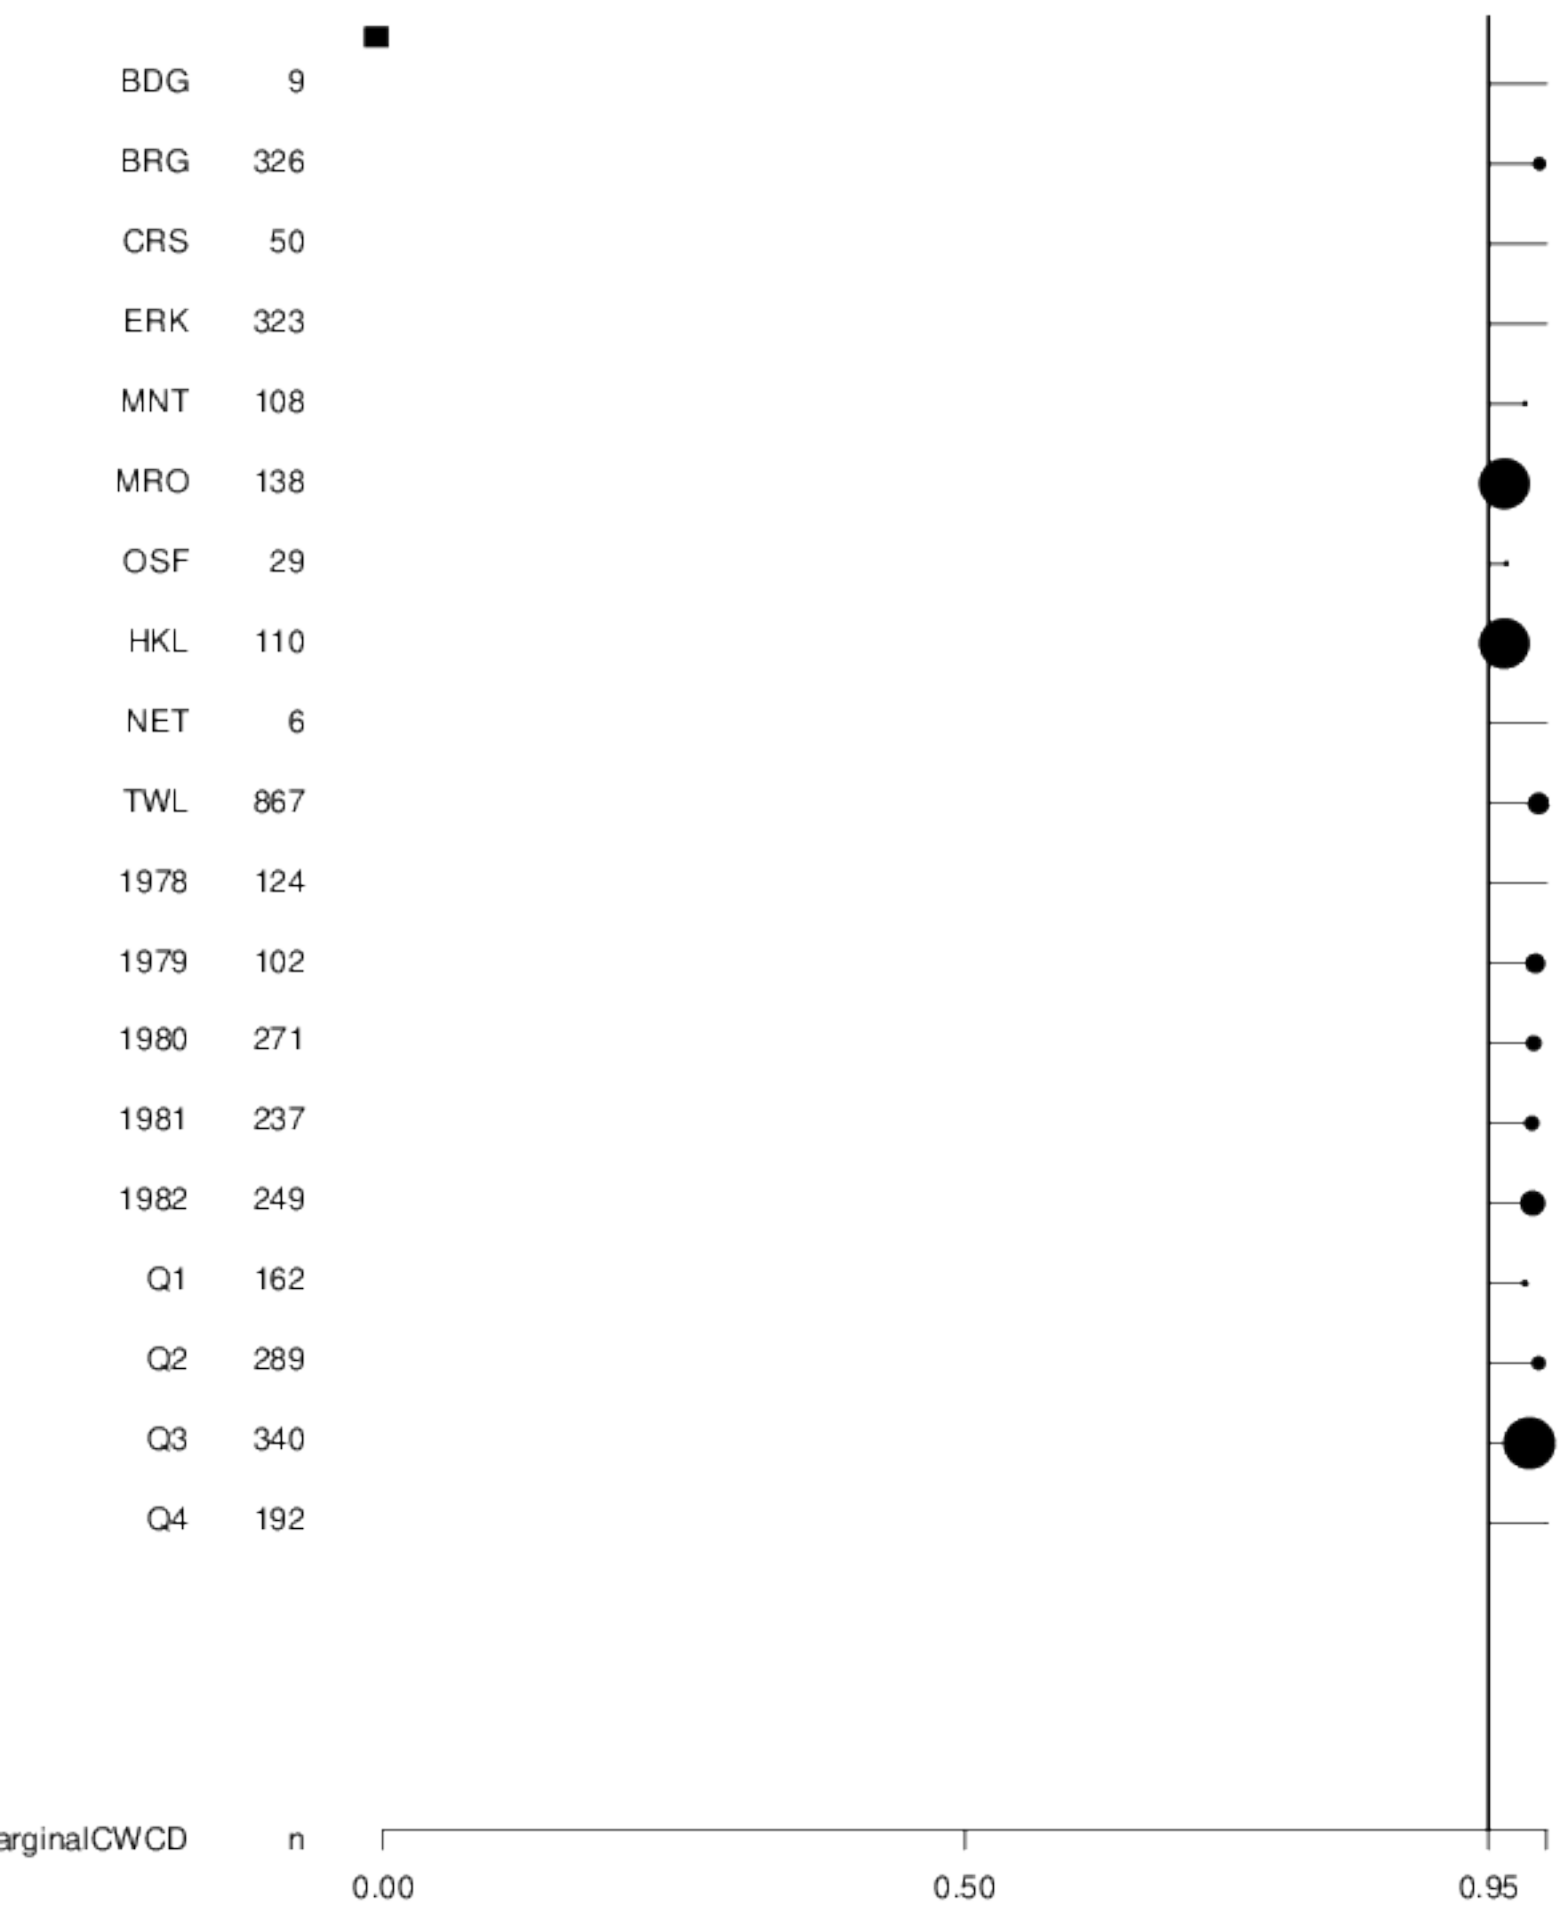 BDG 9
BRG 326
CRS 50
ERK 323
MNT 108
MRO 138
OSF 29
HKL 110
NET 6
TWL 867
1978 124
1979 102
1980 271
1981 237
1982 249
Q1 162
Q2 289
Q3 340
Q4 192
arginalCWCD n
0.00 0.50 0.95